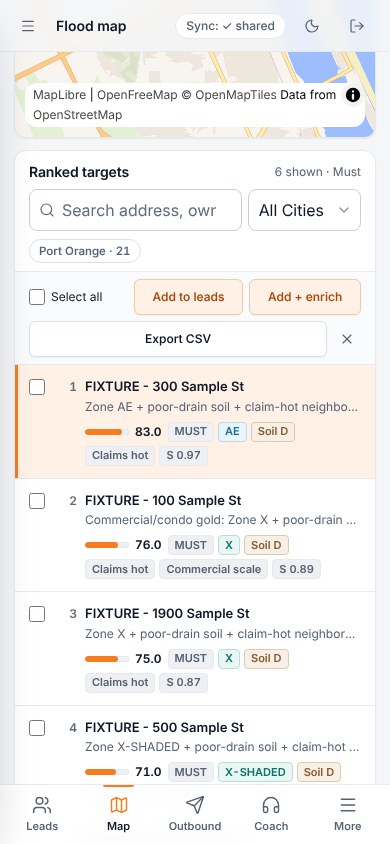 Flood map
Sync: ✓ shared
MapLibre | OpenFreeMap © OpenMapTiles Data from
OpenStreetMap
Ranked targets
6 shown · Must
Search address, owr
All Cities
Port Orange · 21
Select all
Add to leads
Add + enrich
Export CSV
1 FIXTURE - 300 Sample St
Zone AE + poor-drain soil + claim-hot neighbo...
83.0 MUST AE Soil D
Claims hot S 0.97
2 FIXTURE - 100 Sample St
Commercial/condo gold: Zone X + poor-drain ...
76.0 MUST X Soil D
Claims hot Commercial scale S 0.89
3 FIXTURE - 1900 Sample St
Zone X + poor-drain soil + claim-hot neighbor...
75.0 MUST X Soil D
Claims hot S 0.87
4 FIXTURE - 500 Sample St
Zone X-SHADED + poor-drain soil + claim-hot ...
71.0 MUST X-SHADED Soil D
Leads Map Outbound Coach More